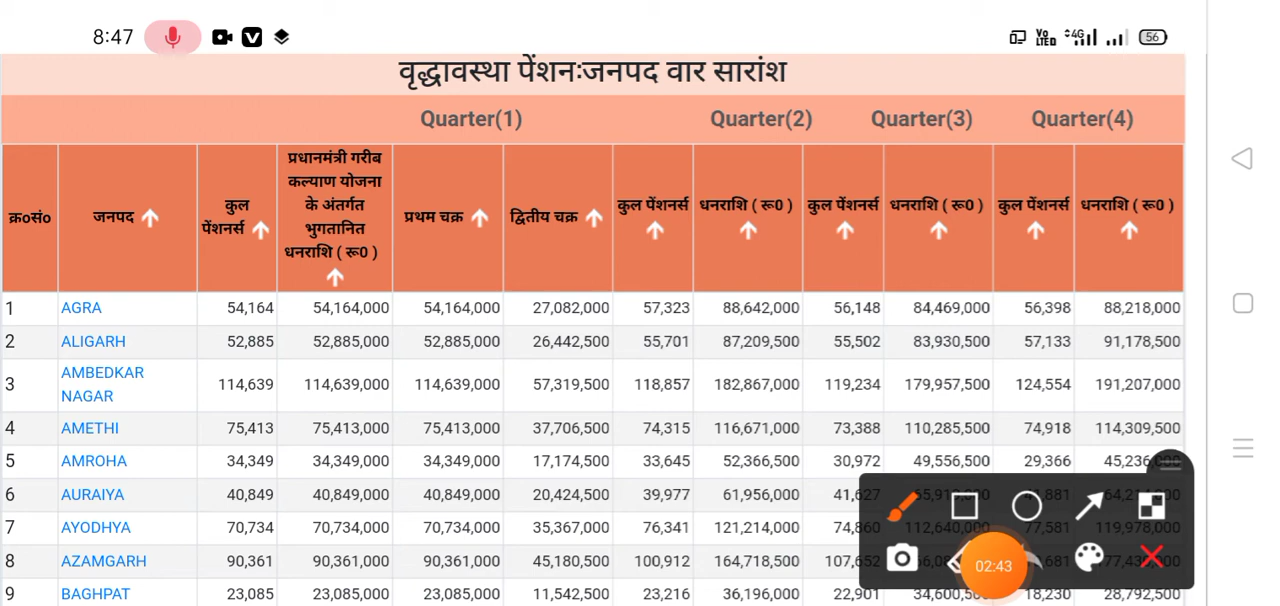 8:47 56
वृद्धावस्था पेंशनःजनपद वार सारांश
Quarter(1) Quarter(2) Quarter(3) Quarter(4)
क्र०सं० जनपद कुल पेंशनर्स प्रधानमंत्री गरीब कल्याण योजना के अंतर्गत भुगतानित धनराशि ( रू0 ) प्रथम चक्र द्वितीय चक्र कुल पेंशनर्स धनराशि ( रू0 ) कुल पेंशनर्स धनराशि ( रू0 ) कुल पेंशनर्स धनराशि ( रू0 )
1 AGRA 54,164 54,164,000 54,164,000 27,082,000 57,323 88,642,000 56,148 84,469,000 56,398 88,218,000
2 ALIGARH 52,885 52,885,000 52,885,000 26,442,500 55,701 87,209,500 55,502 83,930,500 57,133 91,178,500
3 AMBEDKAR NAGAR 114,639 114,639,000 114,639,000 57,319,500 118,857 182,867,000 119,234 179,957,500 124,554 191,207,000
4 AMETHI 75,413 75,413,000 75,413,000 37,706,500 74,315 116,671,000 73,388 110,285,500 74,918 114,309,500
5 AMROHA 34,349 34,349,000 34,349,000 17,174,500 33,645 52,366,500 30,972 49,556,500 29,366
6 AURAIYA 40,849 40,849,000 40,849,000 20,424,500 39,977 61,956,000 41,627
7 AYODHYA 70,734 70,734,000 70,734,000 35,367,000 76,341 121,214,000 74,860 112,640,000 77,581 119,978,000
8 AZAMGARH 90,361 90,361,000 90,361,000 45,180,500 100,912 164,718,500 107,652
9 BAGHPAT 23,085 23,085,000 23,085,000 11,542,500 23,216 36,196,000 22,901 34,600,500 18,230 28,792,500
02:43